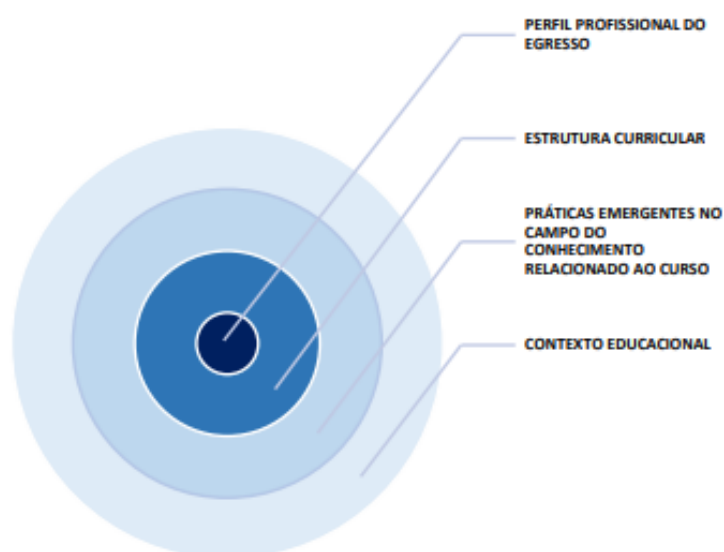 PERFIL PROFISSIONAL DO
EGRESSO
ESTRUTURA CURRICULAR
PRÁTICAS EMERGENTES NO
CAMPO DO
CONHECIMENTO
RELACIONADO AO CURSO
CONTEXTO EDUCACIONAL